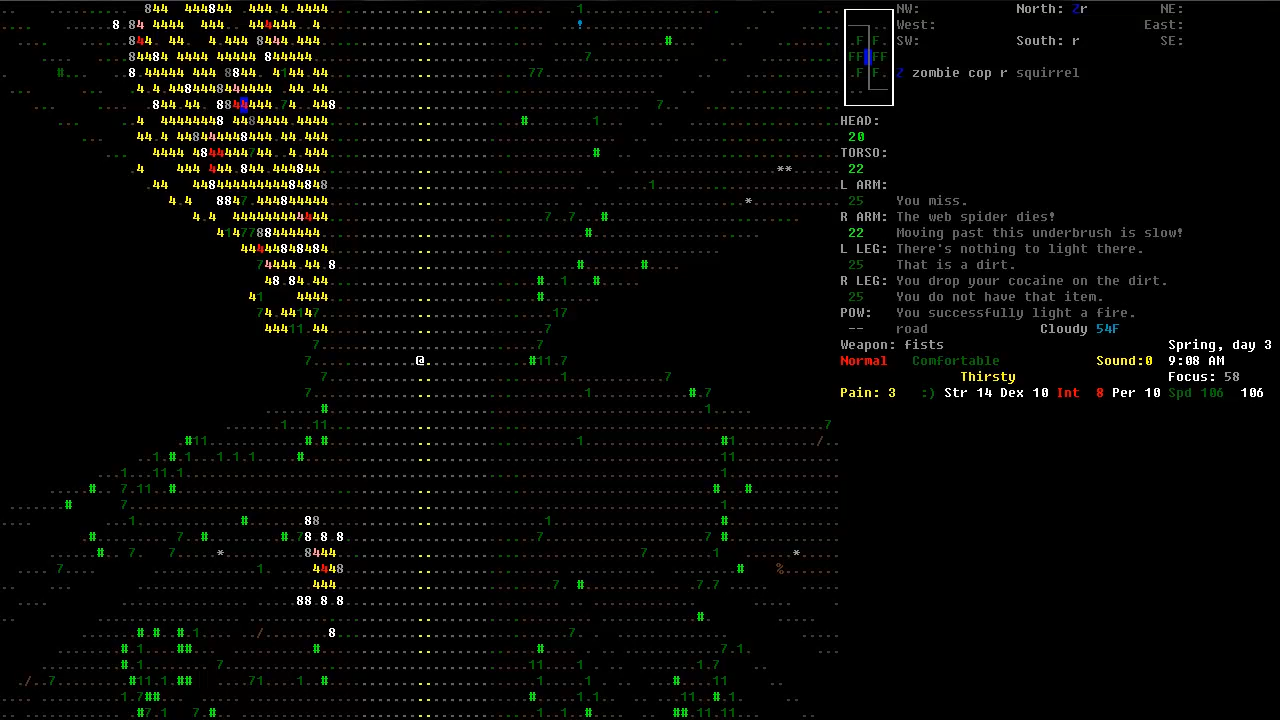 NW: North: Zr NE:
West: East:
SW: South: r SE:
Z zombie cop r squirrel
HEAD:
20
TORSO:
22
L ARM:
25 You miss.
R ARM: The web spider dies!
22 Moving past this underbrush is slow!
L LEG: There's nothing to light there.
25 That is a dirt.
R LEG: You drop your cocaine on the dirt.
25 You do not have that item.
POW: You successfully light a fire.
-- road Cloudy 54F
Weapon: fists Spring, day 3
Normal Comfortable Sound:0 9:08 AM
Thirsty Focus: 58
Pain: 3 :) Str 14 Dex 10 Int 8 Per 10 Spd 106 106